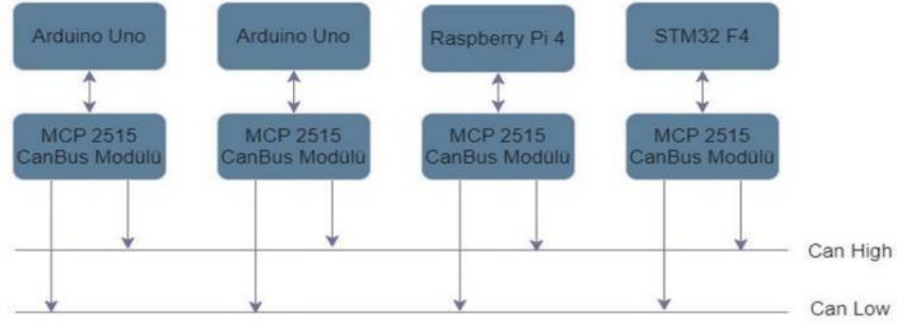 Arduino Uno
Arduino Uno
Raspberry Pi 4
STM32 F4
MCP 2515
CanBus Modülü
MCP 2515
CanBus Modülü
MCP 2515
CanBus Modülü
MCP 2515
CanBus Modülü
Can High
Can Low